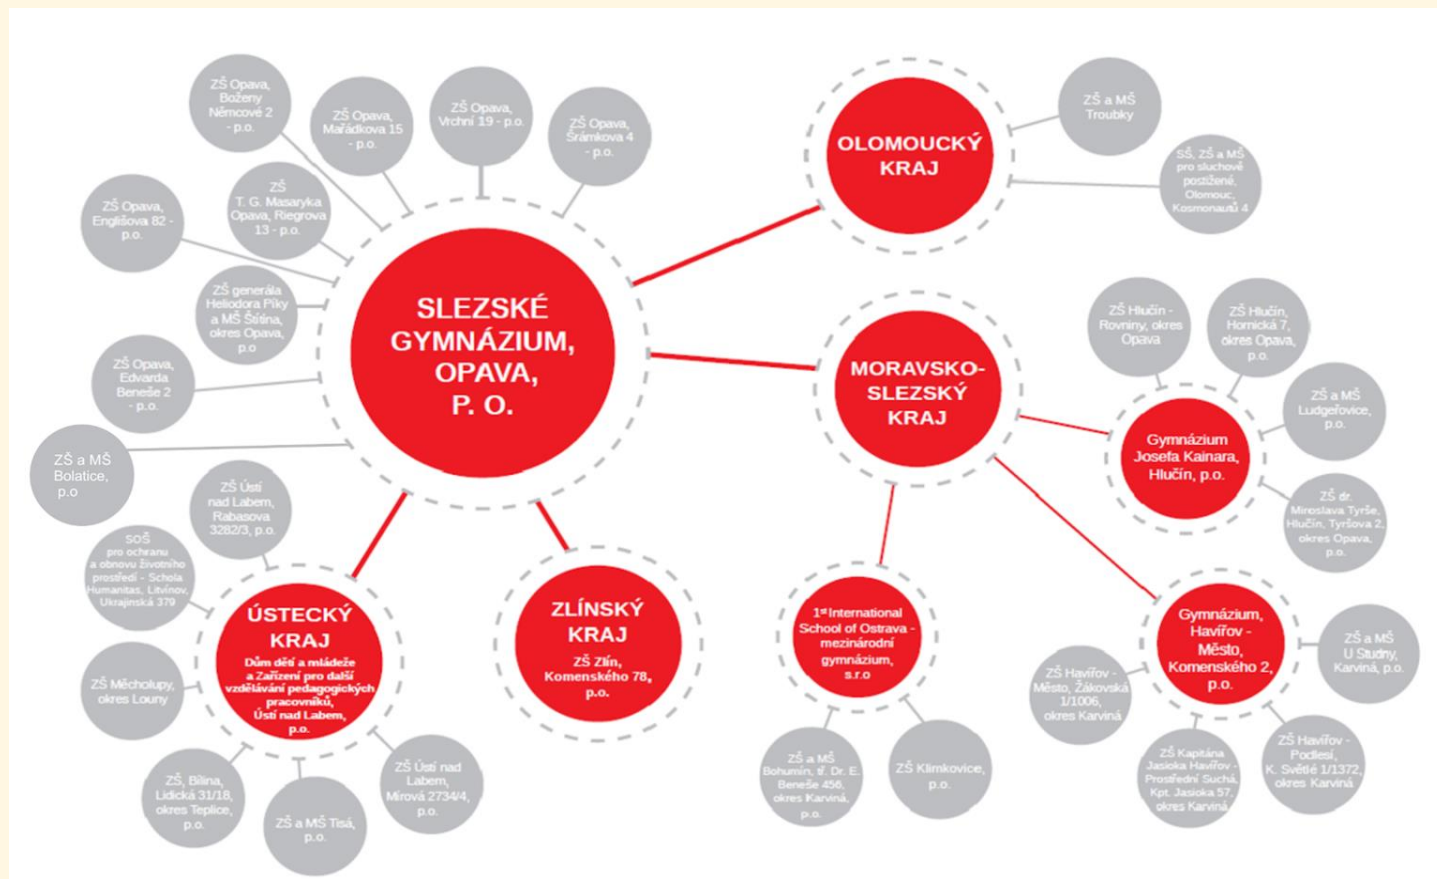 ZŠ Opava,
Boženy
Němcové 2
- p.o.
ZŠ Opava,
Mařádkova 15
- p.o.
ZŠ Opava,
Vrchní 19 - p.o.
ZŠ Opava,
Šrámkova 4
- p.o.
ZŠ Opava,
Englišova 82 -
p.o.
ZŠ
T. G. Masaryka
Opava, Riegrova
13 - p.o.
ZŠ generála
Heliodora Píky
a MŠ Štítina,
okres Opava,
p.o
ZŠ Opava,
Edvarda
Beneše 2
- p.o.
ZŠ a MŠ
Bolatice,
p.o
SLEZSKÉ
GYMNÁZIUM,
OPAVA,
P. O.
OLOMOUCKÝ
KRAJ
ZŠ a MŠ
Troubky
SŠ, ZŠ a MŠ
pro sluchově
postižené,
Olomouc,
Kosmonautů 4
MORAVSKO-
SLEZSKÝ
KRAJ
ZŠ Hlučín -
Rovniny, okres
Opava
ZŠ Hlučín,
Hornická 7,
okres Opava,
p.o.
ZŠ a MŠ
Ludgeřovice,
p.o.
Gymnázium
Josefa Kainara,
Hlučín, p.o.
ZŠ dr.
Miroslava Tyrše,
Hlučín, Tyršova 2,
okres Opava,
p.o.
ZŠ Ústí
nad Labem,
Rabasova
3282/3, p.o.
SOŠ
pro ochranu
a obnovu životního
prostředí - Schola
Humanitas, Litvínov,
Ukrajinská 379
ÚSTECKÝ
KRAJ
Dům dětí a mládeže
a Zařízení pro další
vzdělávání pedagogických
pracovníků,
Ústí nad Labem,
p.o.
ZŠ Měcholupy,
okres Louny
ZŠ, Bílina,
Lidická 31/18,
okres Teplice,
p.o.
ZŠ a MŠ Tisá,
p.o.
ZŠ Ústí nad
Labem,
Mírová 2734/4,
p.o.
ZLÍNSKÝ
KRAJ
ZŠ Zlín,
Komenského 78,
p.o.
1st International
School of Ostrava -
mezinárodní
gymnázium,
s.r.o
ZŠ a MŠ
Bohumín, tř. Dr. E.
Beneše 456,
okres Karviná,
p.o.
ZŠ Klimkovice,
p.o.
Gymnázium,
Havířov -
Město,
Komenského 2,
p.o.
ZŠ a MŠ
U Studny,
Karviná, p.o.
ZŠ Havířov -
Město, Žákovská
1/1006,
okres Karviná
ZŠ Kapitána
Jasioka Havířov -
Prostřední Suchá,
Kpt. Jasioka 57,
okres Karviná
ZŠ Havířov -
Podlesí,
K. Světlé 1/1372,
okres Karviná